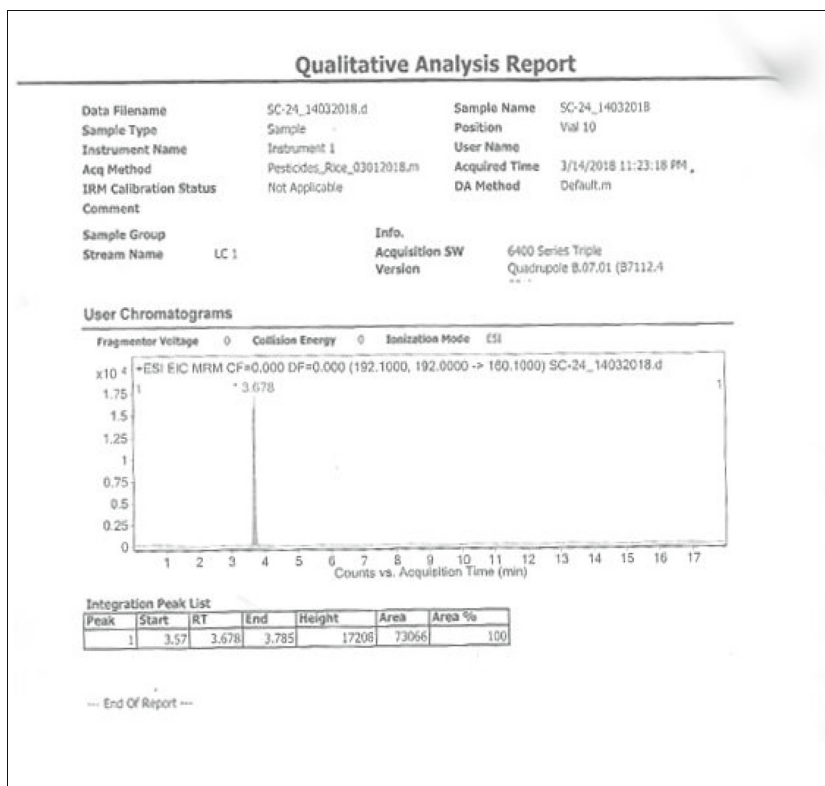 Qualitative Analysis Report
Data Filename SC-24_14032018.d Sample Name SC-24_14032018
Sample Type Sample Position Vial 10
Instrument Name Instrument 1 User Name
Acq Method Pesticides_Rice_03012018.m Acquired Time 3/14/2018 11:23:18 PM
IRM Calibration Status Not Applicable DA Method Default.m
Comment
Sample Group Info.
Stream Name LC 1 Acquisition SW 6400 Series Triple
Version Quadrupole B.07.01 (B7112.4
User Chromatograms
Fragmentor Voltage 0 Collision Energy 0 Ionization Mode ESI
x10 4 +ESI EIC MRM CF=0.000 DF=0.000 (192.1000, 192.0000 -> 160.1000) SC-24_14032018.d
1 * 3.678 1
1.75
1.5
1.25
1
0.75
0.5
0.25
0
1 2 3 4 5 6 7 8 9 10 11 12 13 14 15 16 17
Counts vs. Acquisition Time (min)
Integration Peak List
Peak Start RT End Height Area Area %
1 3.57 3.678 3.785 17208 73066 100
--- End Of Report ---